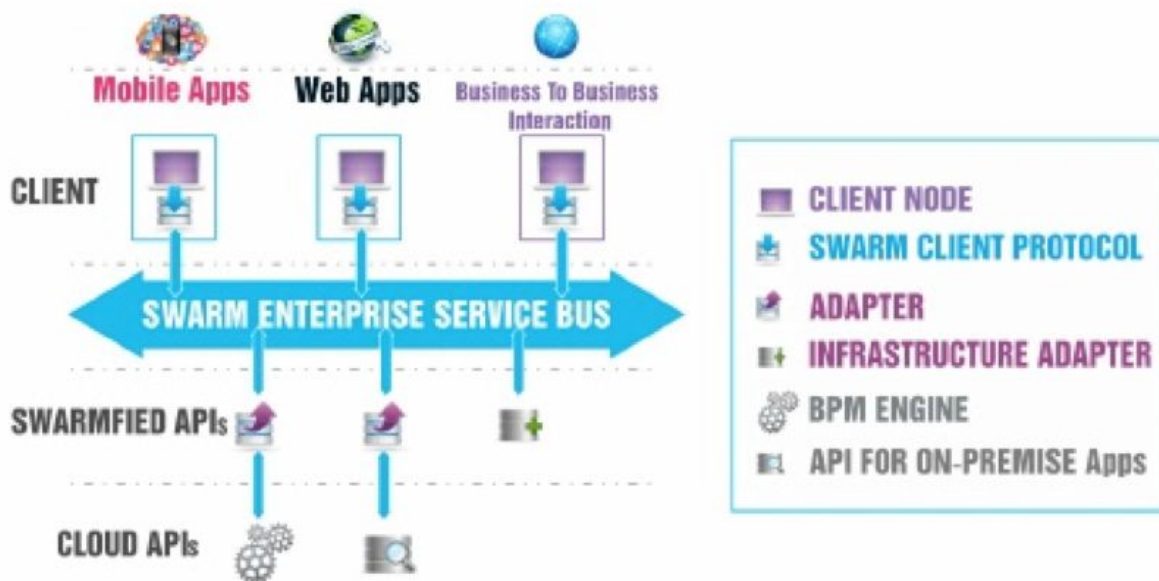 Mobile Apps
Web Apps
Business To Business
Interaction
CLIENT
SWARM ENTERPRISE SERVICE BUS
SWARMFIED APIs
CLOUD APIs
CLIENT NODE
SWARM CLIENT PROTOCOL
ADAPTER
INFRASTRUCTURE ADAPTER
BPM ENGINE
API FOR ON-PREMISE Apps